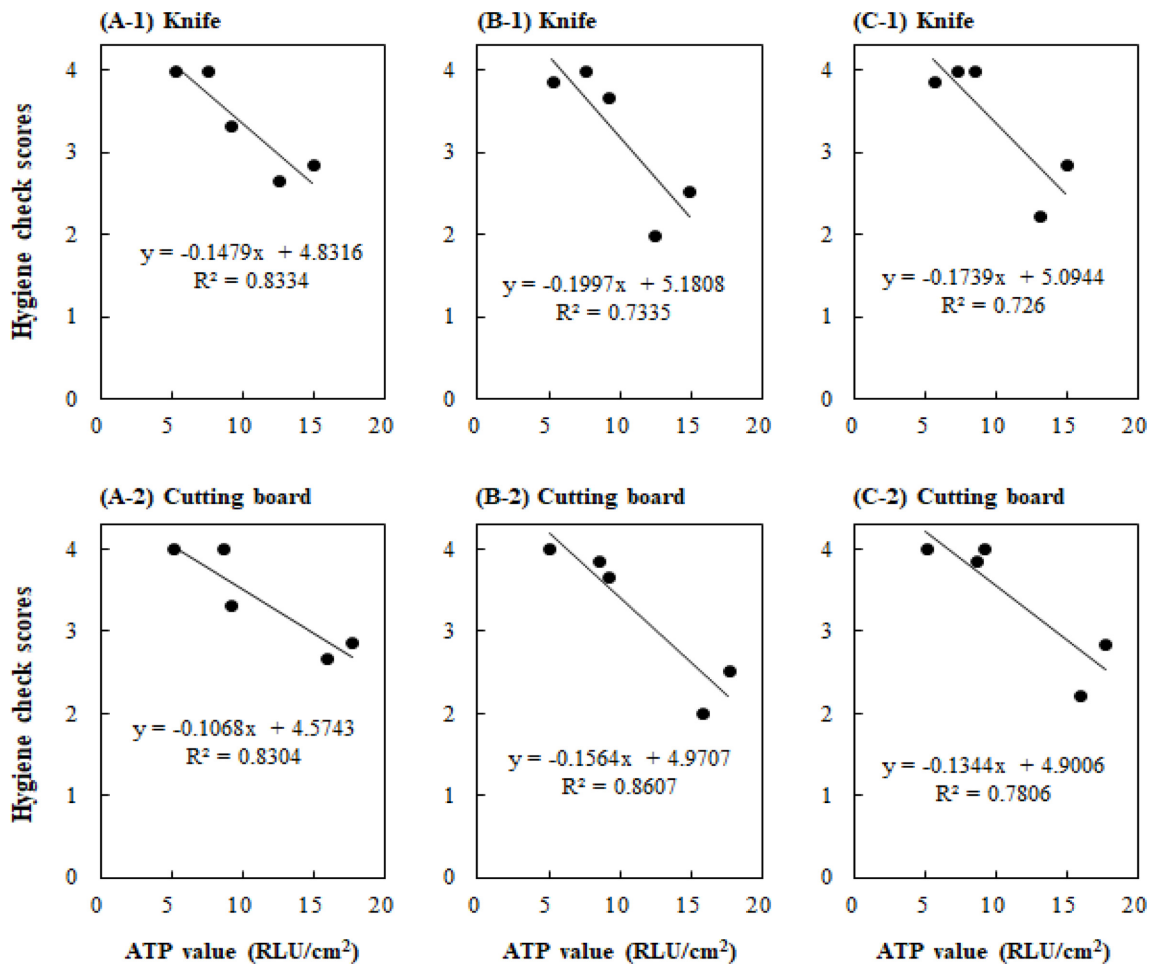 (A-1) Knife
(B-1) Knife
(C-1) Knife
Hygiene check scores
4
3
2
1
0
y = -0.1479x + 4.8316
R² = 0.8334
0 5 10 15 20
4
3
2
1
0
y = -0.1997x + 5.1808
R² = 0.7335
0 5 10 15 20
4
3
2
1
0
y = -0.1739x + 5.0944
R² = 0.726
0 5 10 15 20
(A-2) Cutting board
(B-2) Cutting board
(C-2) Cutting board
Hygiene check scores
4
3
2
1
0
y = -0.1068x + 4.5743
R² = 0.8304
0 5 10 15 20
ATP value (RLU/cm²)
4
3
2
1
0
y = -0.1564x + 4.9707
R² = 0.8607
0 5 10 15 20
ATP value (RLU/cm²)
4
3
2
1
0
y = -0.1344x + 4.9006
R² = 0.7806
0 5 10 15 20
ATP value (RLU/cm²)